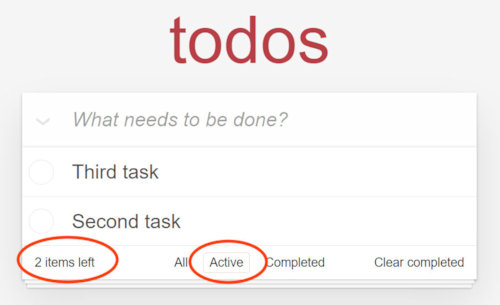 todos
What needs to be done?
Third task
Second task
2 items left All Active Completed Clear completed